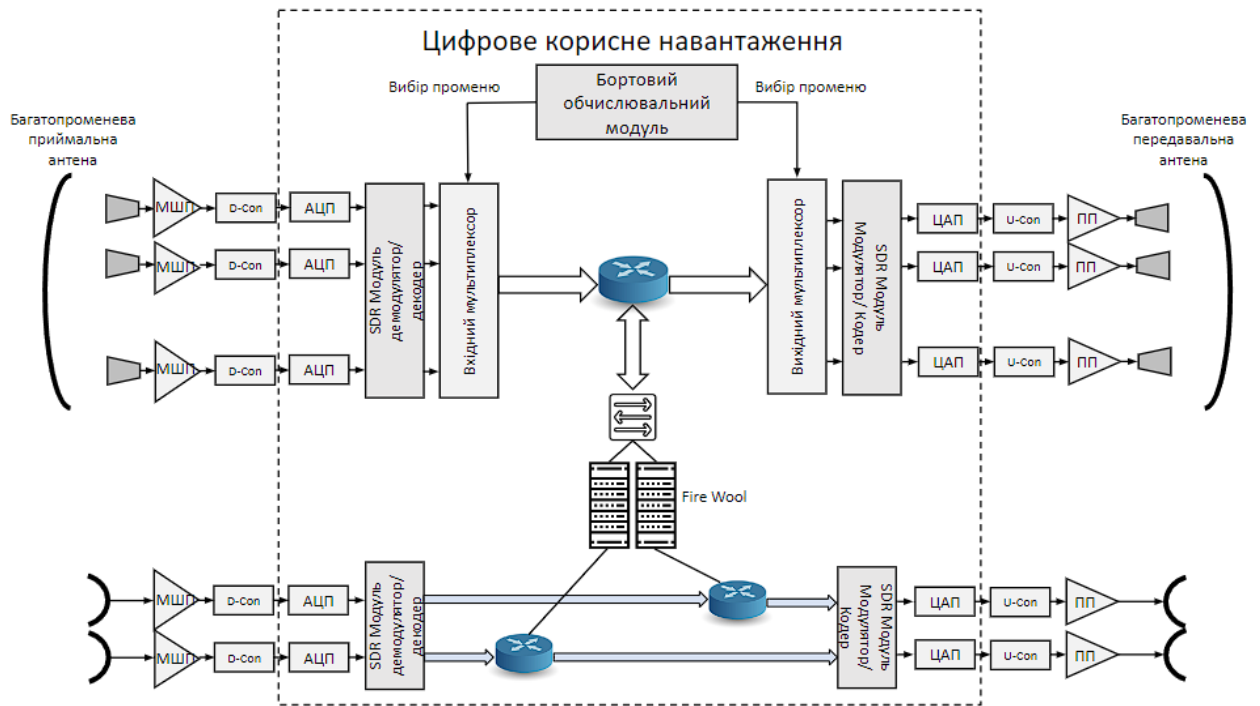 Цифрове корисне навантаження
Вибір променю
Бортовий
обчислювальний
модуль
Вибір променю
Багатопроменева
приймальна
антена
Багатопроменева
передавальна
антена
МШП
D-Con
АЦП
МШП
D-Con
АЦП
МШП
D-Con
АЦП
SDR Модуль
демодулятор/
декодер
Вхідний мультиплексор
Вихідний мультиплексор
SDR Модуль
Модулятор/ Кодер
ЦАП
U-Con
ПП
ЦАП
U-Con
ПП
ЦАП
U-Con
ПП
Fire Wool
МШП
D-Con
АЦП
МШП
D-Con
АЦП
SDR Модуль
демодулятор/
декодер
SDR Модуль
Модулятор/
Кодер
ЦАП
U-Con
ПП
ЦАП
U-Con
ПП